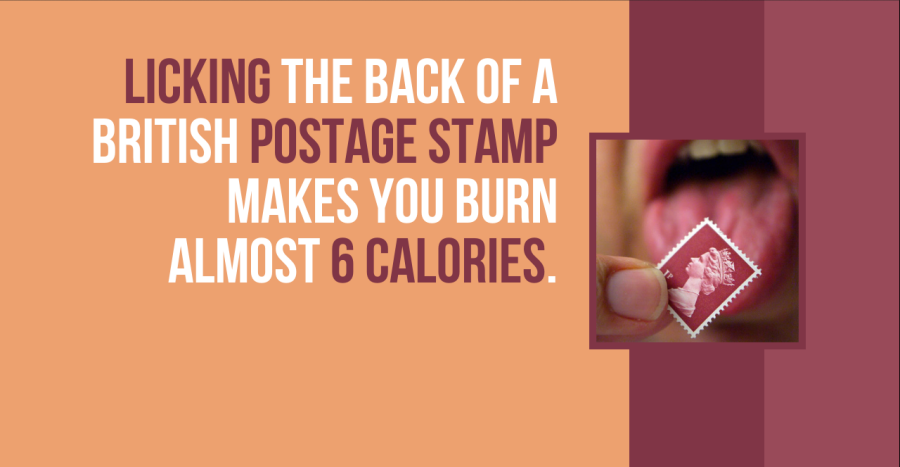 LICKING THE BACK OF A
BRITISH POSTAGE STAMP
MAKES YOU BURN
ALMOST 6 CALORIES.